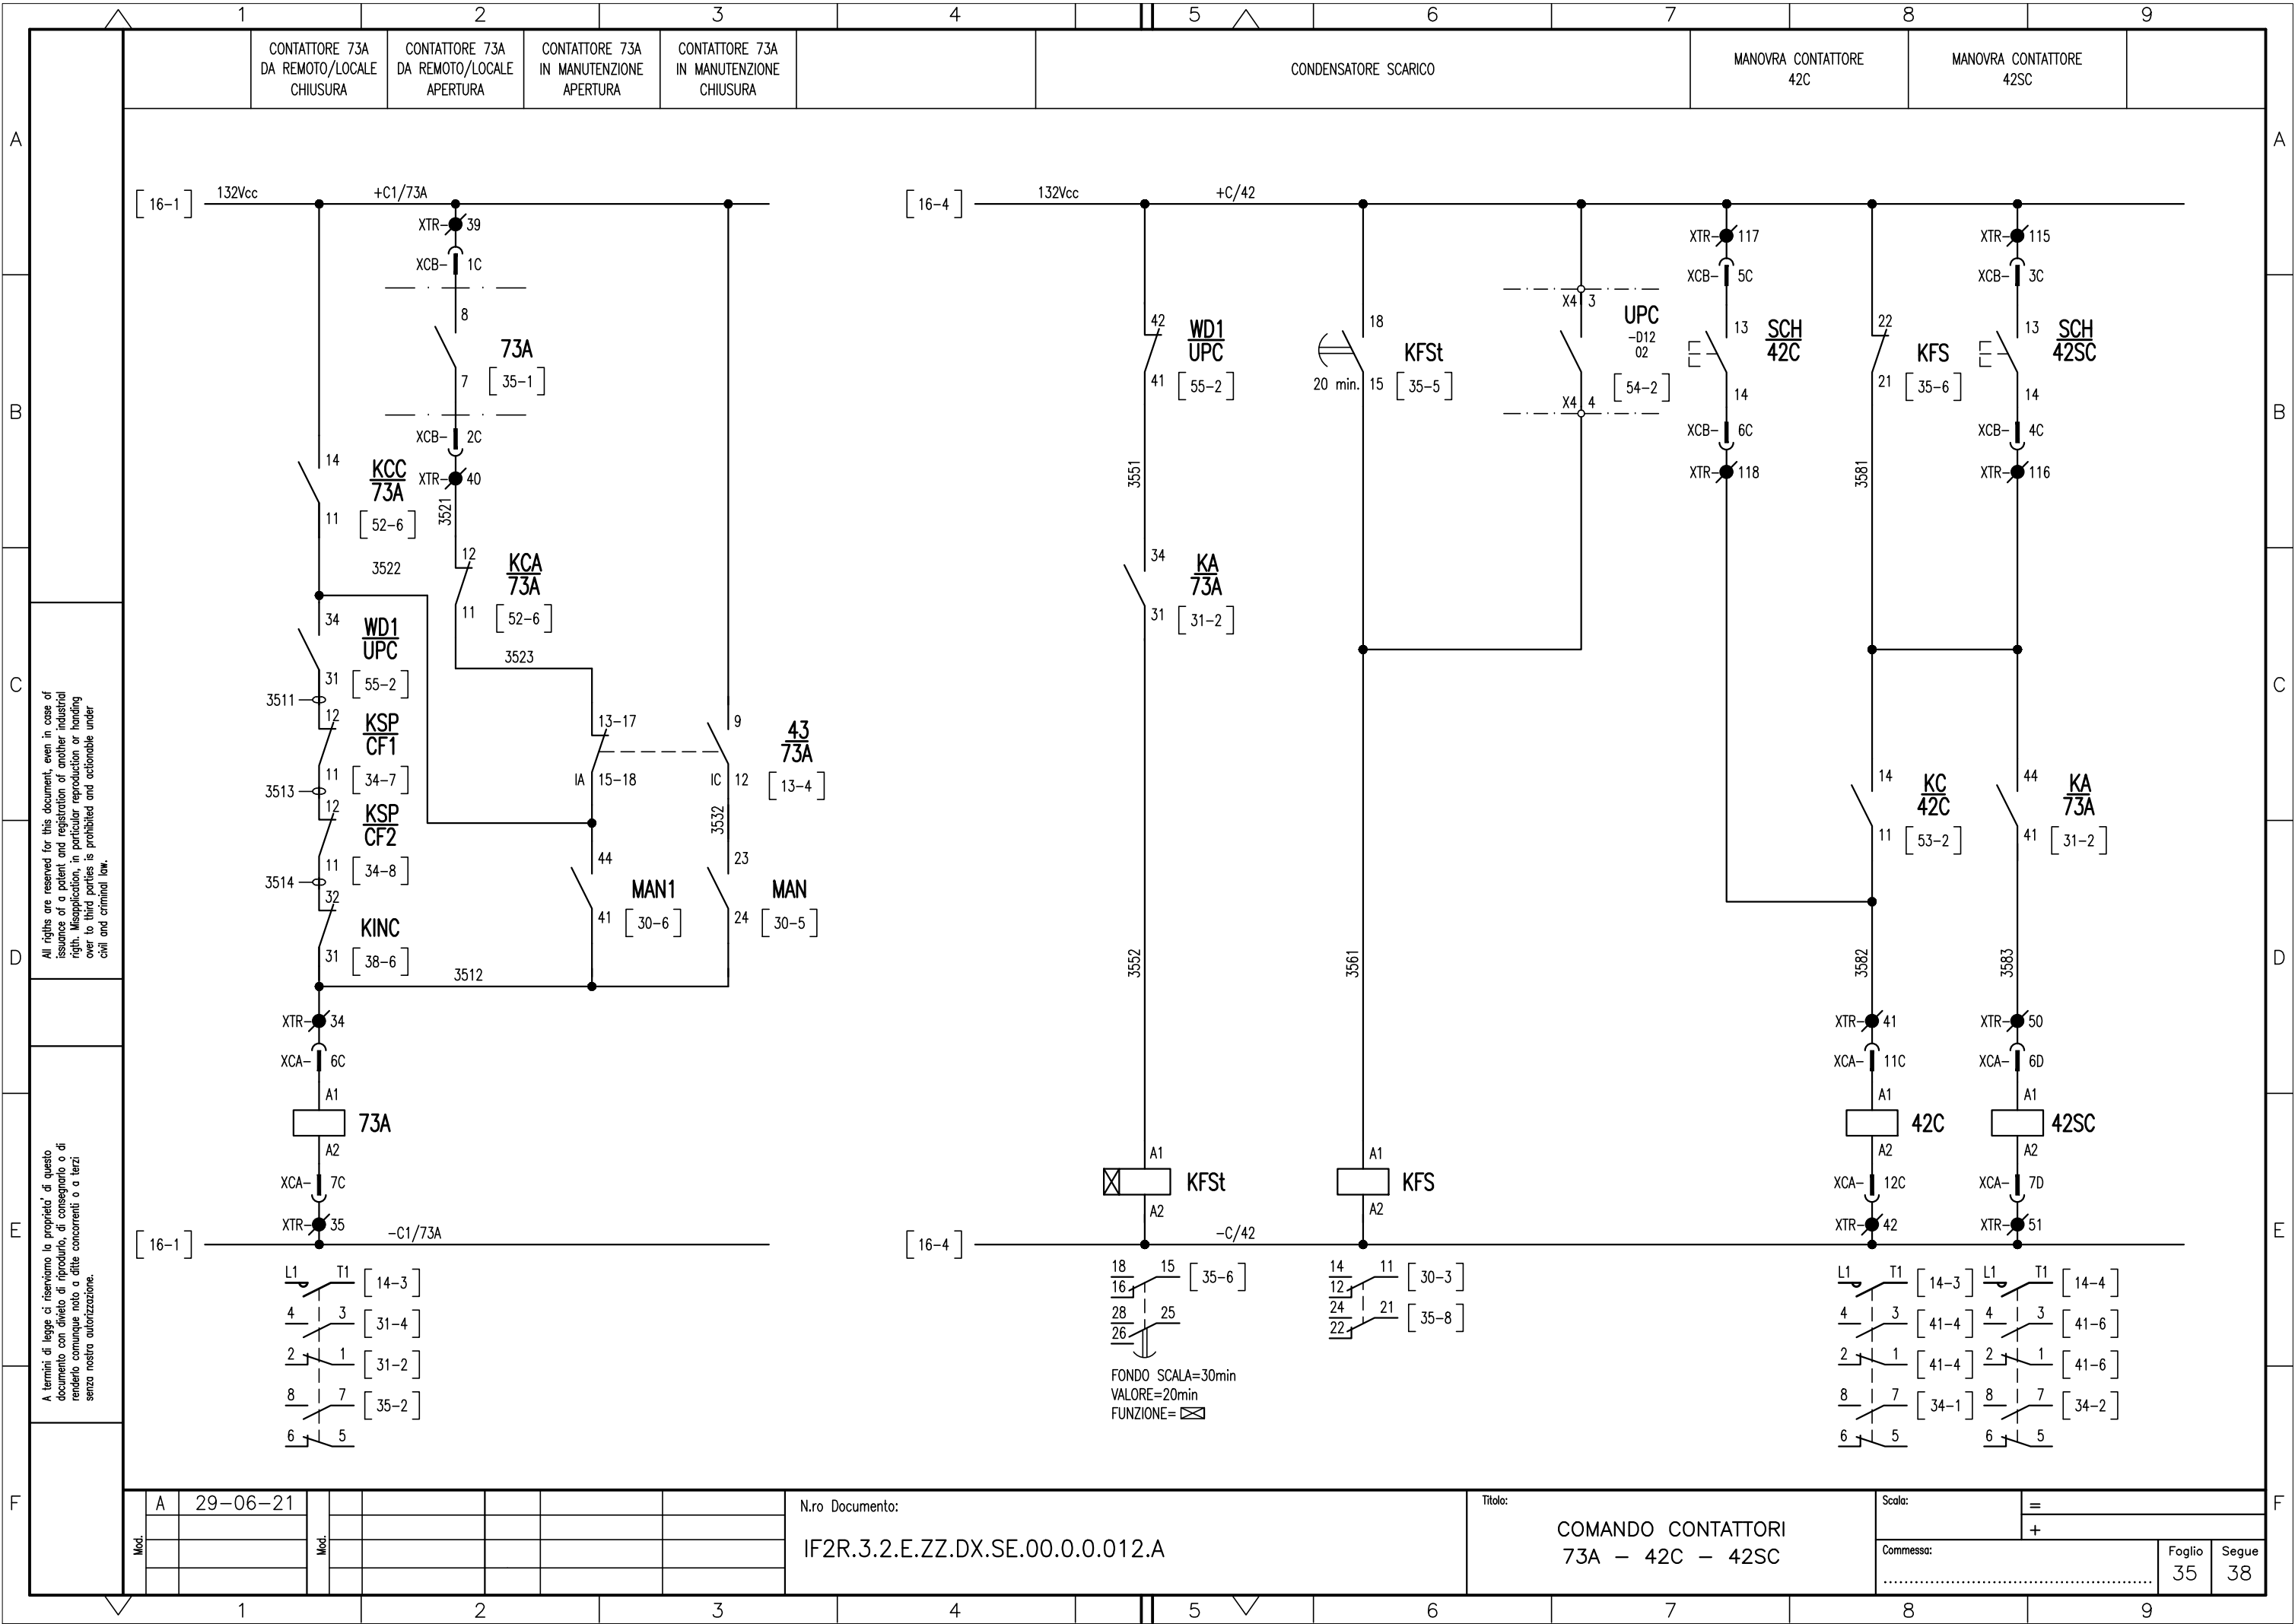 1 2 3 4 5 6 7 8 9
CONTATTORE 73A
DA REMOTO/LOCALE
CHIUSURA
CONTATTORE 73A
DA REMOTO/LOCALE
APERTURA
CONTATTORE 73A
IN MANUTENZIONE
APERTURA
CONTATTORE 73A
IN MANUTENZIONE
CHIUSURA
CONDENSATORE SCARICO
MANOVRA CONTATTORE
42C
MANOVRA CONTATTORE
42SC
A A
B B
C C
D D
E E
F F
[16-1] 132Vcc +C1/73A
14
KCC
73A
11
[52-6]
3522
34
WD1
UPC
31
[55-2]
3511
12
KSP
CF1
11
[34-7]
3513
12
KSP
CF2
11
[34-8]
3514
32
KINC
31
[38-6]
3512
XTR- 34
XCA- 6C
A1
73A
A2
XCA- 7C
XTR- 35
[16-1] -C1/73A
L1 T1 [14-3]
4 3 [31-4]
2 1 [31-2]
8 7 [35-2]
6 5
XTR- 39
XCB- 1C
8
73A
7
[35-1]
XCB- 2C
XTR- 40
3521
12
KCA
73A
11
[52-6]
3523
13-17
IA 15-18
44
MAN1
41
[30-6]
9
43
73A
IC 12
[13-4]
3532
23
MAN
24
[30-5]
[16-4] 132Vcc +C/42
42
WD1
UPC
41
[55-2]
3551
34
KA
73A
31
[31-2]
3552
A1
KFSt
A2
[16-4] -C/42
18 15 [35-6]
16
28 25
26
FONDO SCALA=30min
VALORE=20min
FUNZIONE=
18
KFSt
20 min. 15
[35-5]
3561
A1
KFS
A2
14 11 [30-3]
12
24 21 [35-8]
22
X4 3
UPC
-D12
02
[54-2]
X4 4
XTR- 117
XCB- 5C
13
SCH
42C
14
XCB- 6C
XTR- 118
22
KFS
21
[35-6]
3581
14
KC
42C
11
[53-2]
3582
XTR- 41
XCA- 11C
A1
42C
A2
XCA- 12C
XTR- 42
L1 T1 [14-3]
4 3 [41-4]
2 1 [41-4]
8 7 [34-1]
6 5
XTR- 115
XCB- 3C
13
SCH
42SC
14
XCB- 4C
XTR- 116
44
KA
73A
41
[31-2]
3583
XTR- 50
XCA- 6D
A1
42SC
A2
XCA- 7D
XTR- 51
L1 T1 [14-4]
4 3 [41-6]
2 1 [41-6]
8 7 [34-2]
6 5
All rigths are reserved for this document, even in case of
issuance of a patent and registration of another industrial
rigth. Misapplication, in particular reproduction or handing
over to third parties is prohibited and actionable under
civil and criminal law.
A termini di legge ci riserviamo la proprieta' di questo
documento con divieto di riprodurlo, di consegnarlo o di
renderlo comunque noto a ditte concorrenti o a terzi
senza nostra autorizzazione.
Mod. A 29-06-21 Mod.
N.ro Documento:
IF2R.3.2.E.ZZ.DX.SE.00.0.0.012.A
Titolo:
COMANDO CONTATTORI
73A - 42C - 42SC
Scala:
=
+
Commessa:
Foglio
35
Segue
38
1 2 3 4 5 6 7 8 9